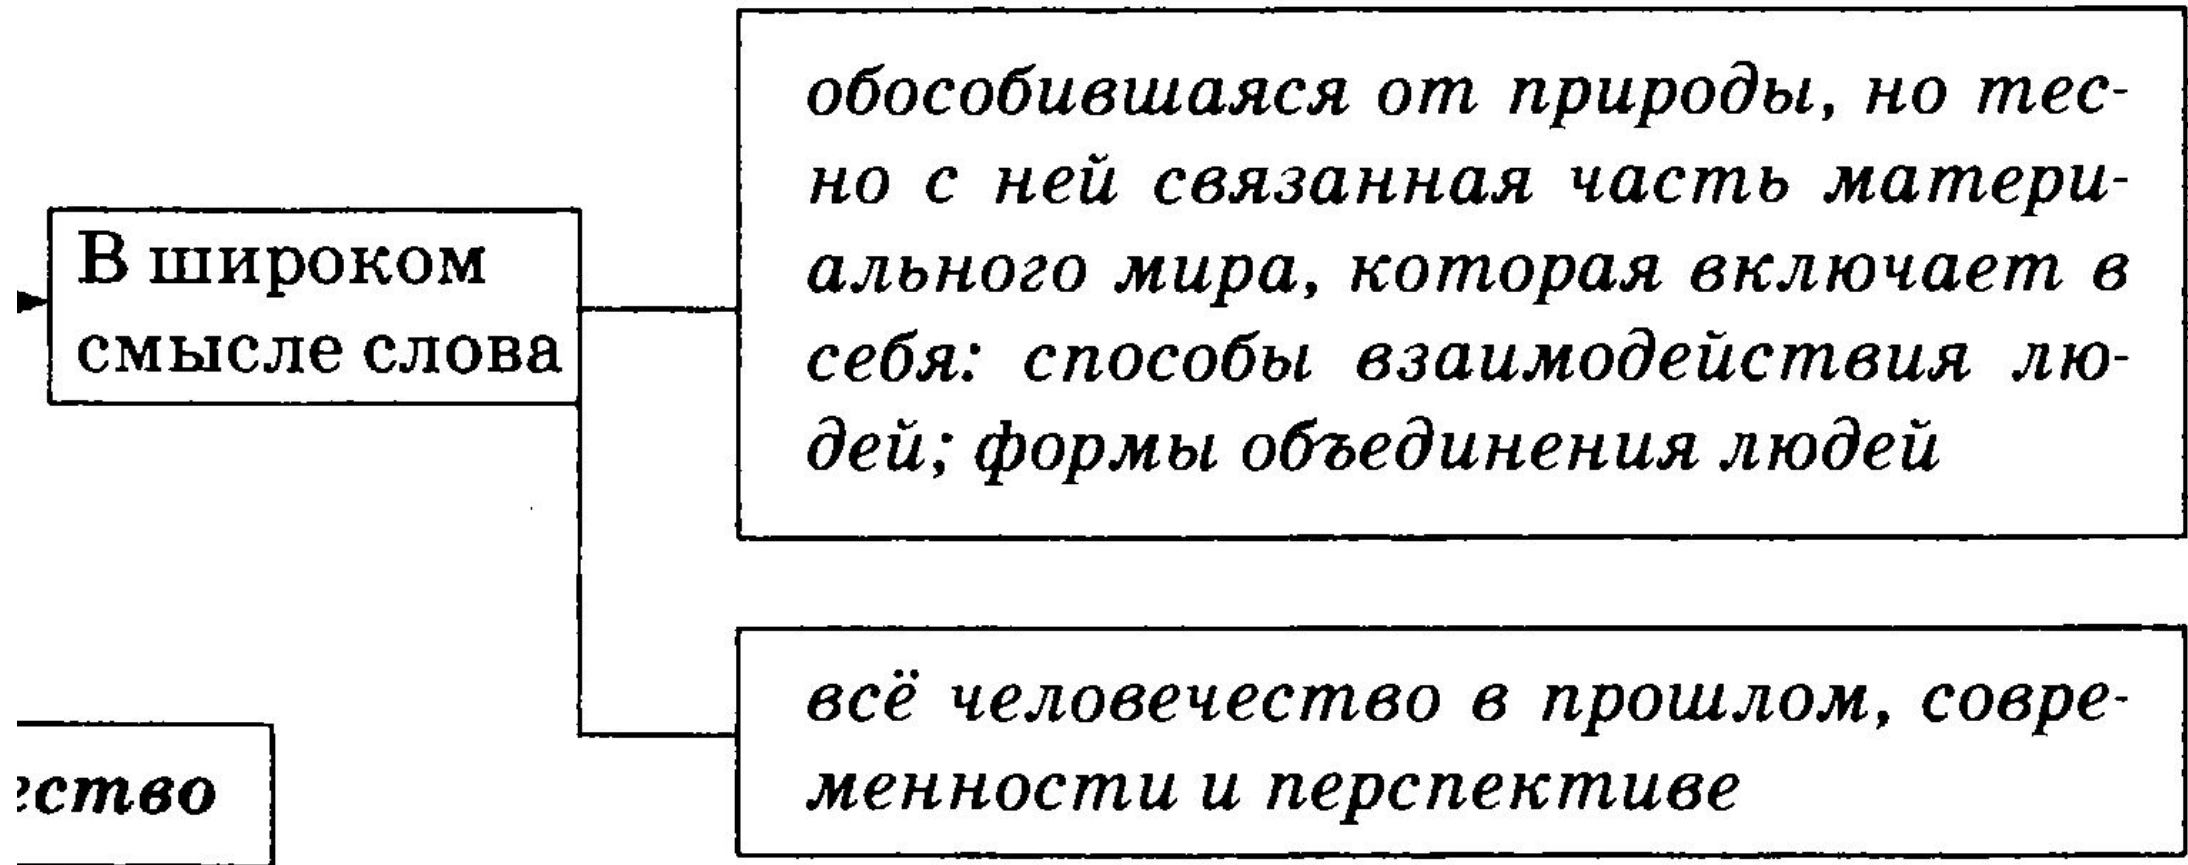 обособившаяся от природы, но тес-
но с ней связанная часть матери-
ального мира, которая включает в
себя: способы взаимодействия лю-
дей; формы объединения людей
В широком
смысле слова
всё человечество в прошлом, совре-
менности и перспективе
ество